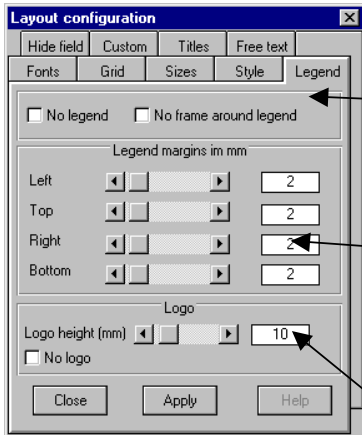 Layout configuration
Hide field Custom Titles Free text
Fonts Grid Sizes Style Legend
No legend No frame around legend
Legend margins im mm
Left 2
Top 2
Right 2
Bottom 2
Logo
Logo height (mm) 10
No logo
Close Apply Help